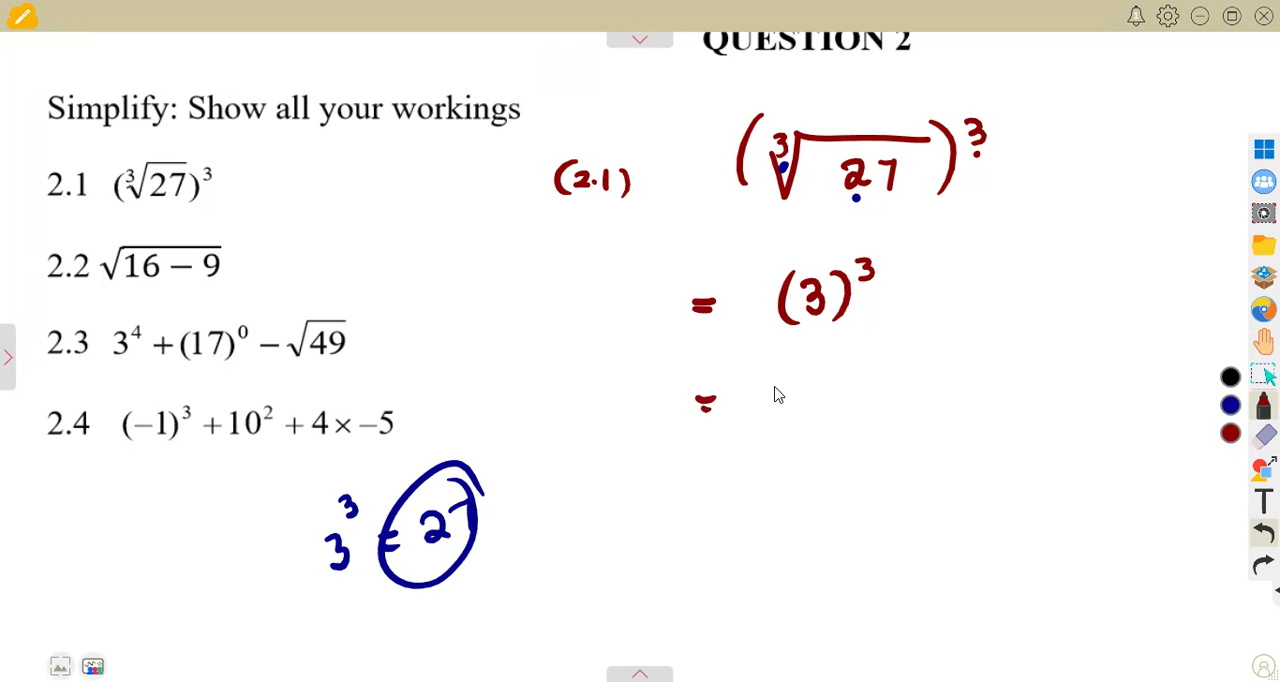 QUESTION 2
Simplify: Show all your workings
2.1 (∛27)³
2.2 √(16 − 9)
2.3 3⁴ + (17)⁰ − √49
2.4 (−1)³ + 10² + 4 × −5
3³ = 27
(2.1) (∛27)³
= (3)³
=
T